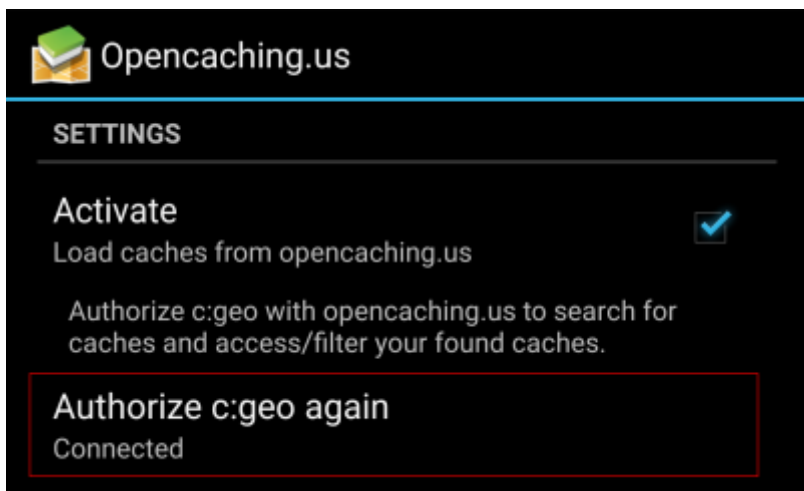 Opencaching.us
SETTINGS
Activate
Load caches from opencaching.us
Authorize c:geo with opencaching.us to search for
caches and access/filter your found caches.
Authorize c:geo again
Connected